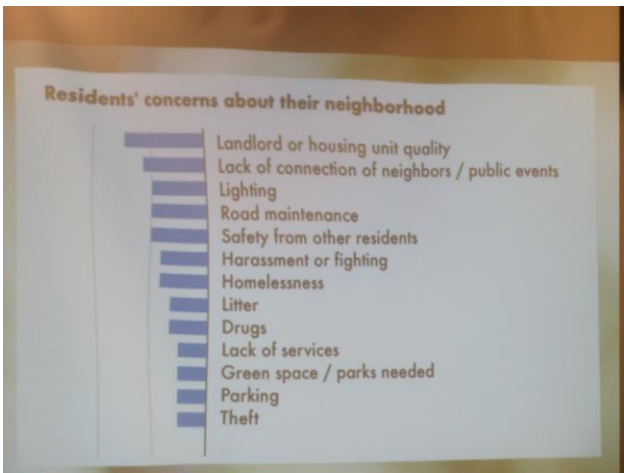 Residents' concerns about their neighborhood
Landlord or housing unit quality
Lack of connection of neighbors / public events
Lighting
Road maintenance
Safety from other residents
Harassment or fighting
Homelessness
Litter
Drugs
Lack of services
Green space / parks needed
Parking
Theft